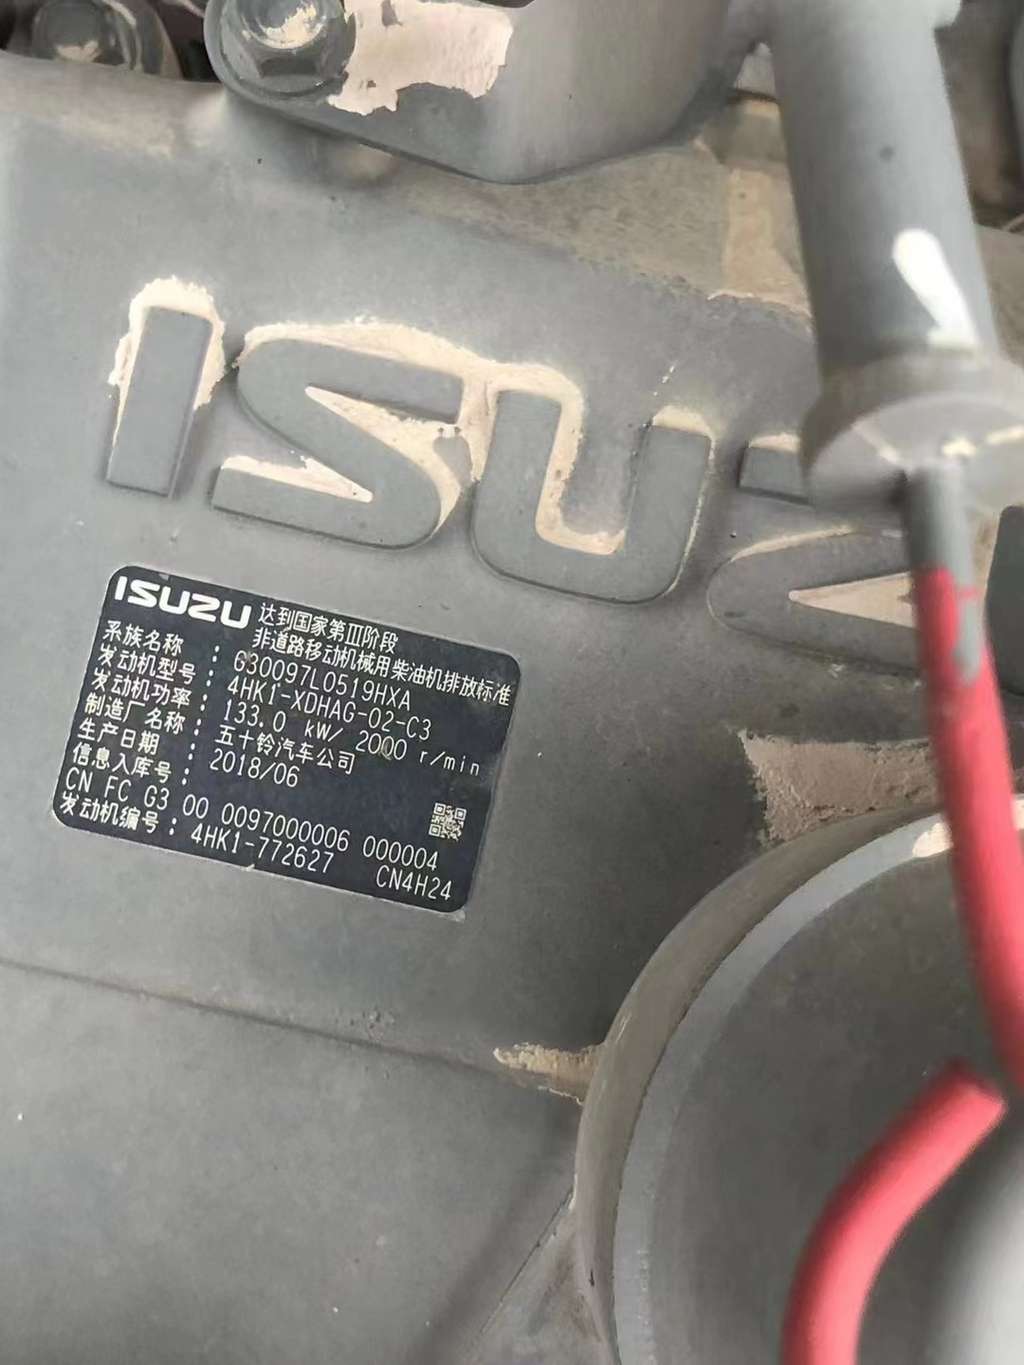 ISUZ
ISUZU
达到国家第III阶段
非道路移动机械用柴油机排放标准
系族名称 : G30097L0519HXA
发动机型号 : 4HK1-XDHAG-02-C3
发动机功率 : 133.0 kW/ 2000 r/min
制造厂名称 : 五十铃汽车公司
生产日期 : 2018/06
信息入库号 :
CN FC G3 00 0097000006 000004
发动机编号 : 4HK1-772627 CN4H24